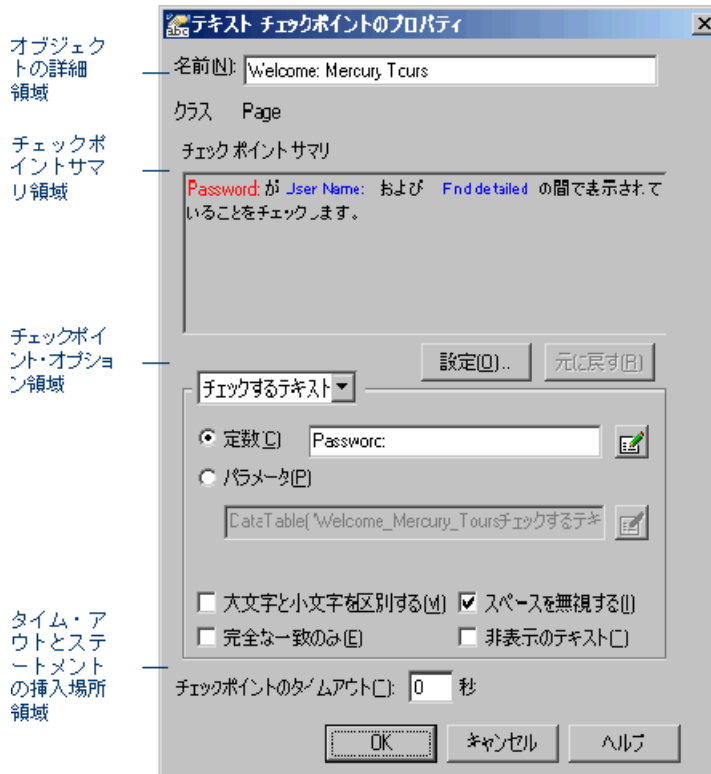 テキスト チェックポイントのプロパティ
オブジェク
トの詳細
領域
名前(N):
Welcome: Mercury Tours
クラス Page
チェックポ
イントサマ
リ領域
チェックポイントサマリ
Password: が User Name: および Find detailed の間で表示されて
いることをチェックします。
チェックポイ
ント・オプショ
ン領域
設定(O)...
元に戻す(R)
チェックするテキスト
定数(C)
Password:
パラメータ(P)
DataTable("Welcome_Mercury_Toursチェックするテキ
大文字と小文字を区別する(M)
スペースを無視する(I)
完全な一致のみ(E)
非表示のテキスト(T)
タイム・ア
ウトとステ
ートメント
の挿入場所
領域
チェックポイントのタイムアウト(T): 0 秒
OK
キャンセル
ヘルプ